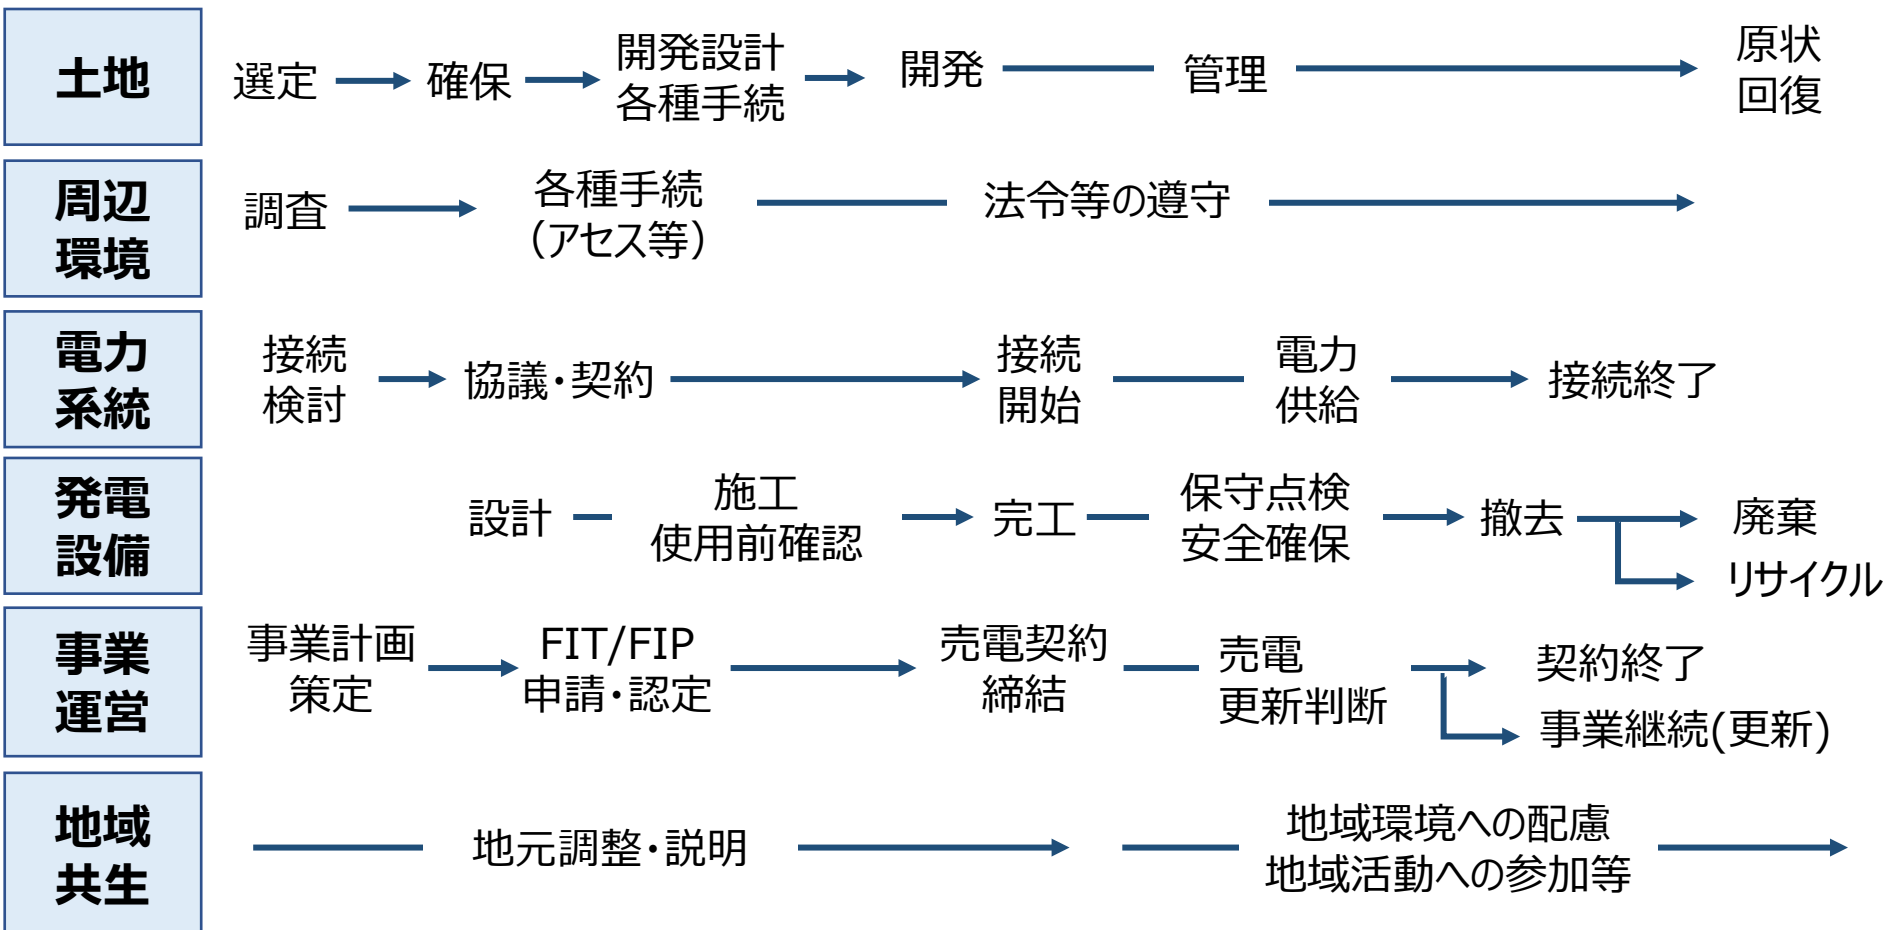 土地
選定
確保
開発設計
各種手続
開発
管理
原状
回復
周辺
環境
調査
各種手続
（アセス等）
法令等の遵守
電力
系統
接続
検討
協議・契約
接続
開始
電力
供給
接続終了
発電
設備
設計
施工
使用前確認
完工
保守点検
安全確保
撤去
廃棄
リサイクル
事業
運営
事業計画
策定
FIT/FIP
申請・認定
売電契約
締結
売電
更新判断
契約終了
事業継続(更新)
地域
共生
地元調整・説明
地域環境への配慮
地域活動への参加等